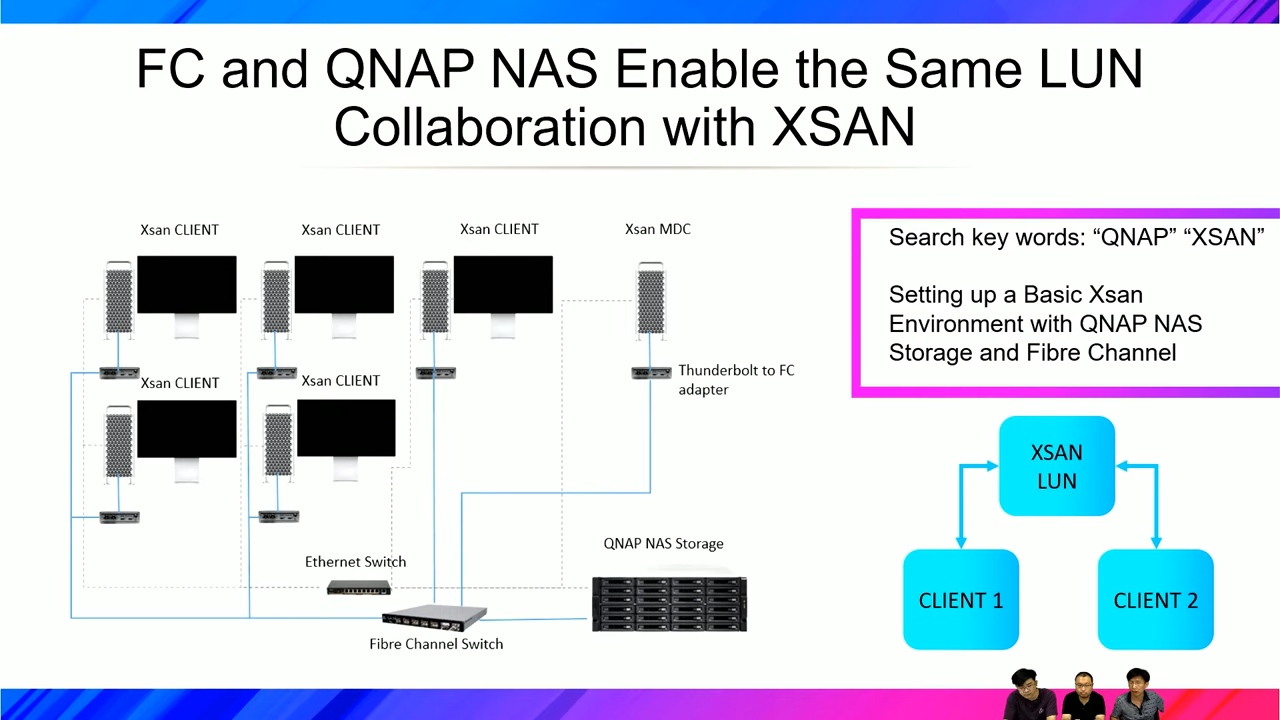 FC and QNAP NAS Enable the Same LUN
Collaboration with XSAN
Xsan CLIENT
Xsan CLIENT
Xsan CLIENT
Xsan MDC
Xsan CLIENT
Xsan CLIENT
Thunderbolt to FC
adapter
Ethernet Switch
QNAP NAS Storage
Fibre Channel Switch
Search key words: “QNAP” “XSAN”
Setting up a Basic Xsan
Environment with QNAP NAS
Storage and Fibre Channel
XSAN
LUN
CLIENT 1
CLIENT 2